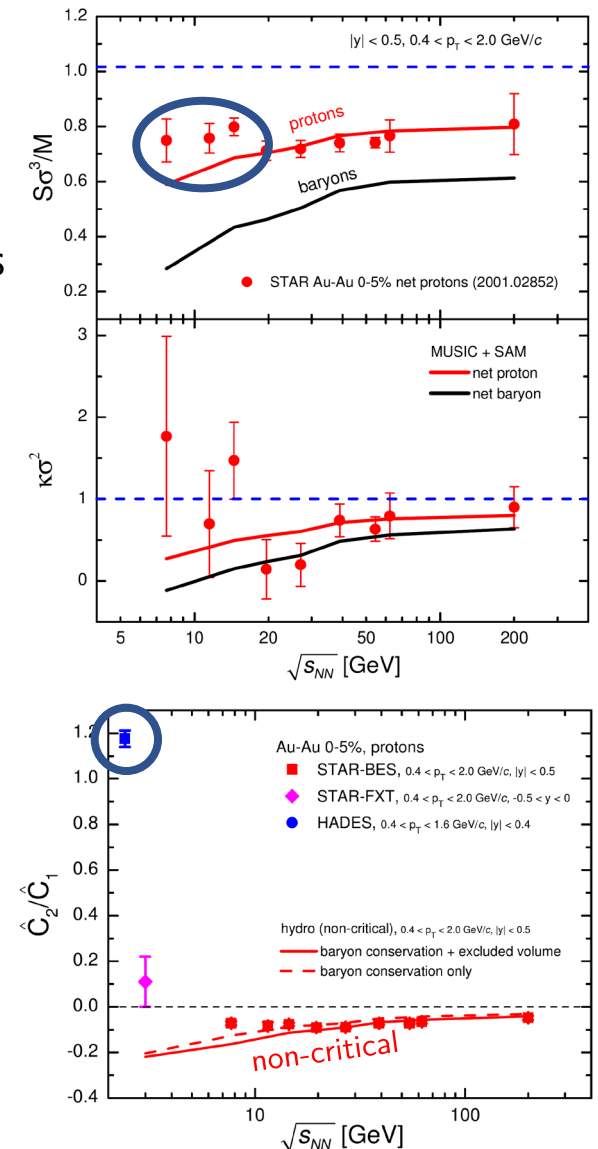 s
|y| < 0.5, 0.4 < p_T < 2.0 GeV/c
1.2
1.0
0.8
0.6
0.4
0.2
Sσ³/M
protons
baryons
STAR Au-Au 0-5% net protons (2001.02852)
3
2
1
0
κσ²
MUSIC + SAM
net proton
net baryon
5 10 20 50 100 200
√s_NN [GeV]
1.2
1.0
0.8
0.6
0.4
0.2
0.0
-0.2
-0.4
Ĉ₂/Ĉ₁
Au-Au 0-5%, protons
STAR-BES, 0.4 < p_T < 2.0 GeV/c, |y| < 0.5
STAR-FXT, 0.4 < p_T < 2.0 GeV/c, -0.5 < y < 0
HADES, 0.4 < p_T < 1.6 GeV/c, |y| < 0.4
hydro (non-critical), 0.4 < p_T < 2.0 GeV/c, |y| < 0.5
baryon conservation + excluded volume
baryon conservation only
non-critical
10 100
√s_NN [GeV]